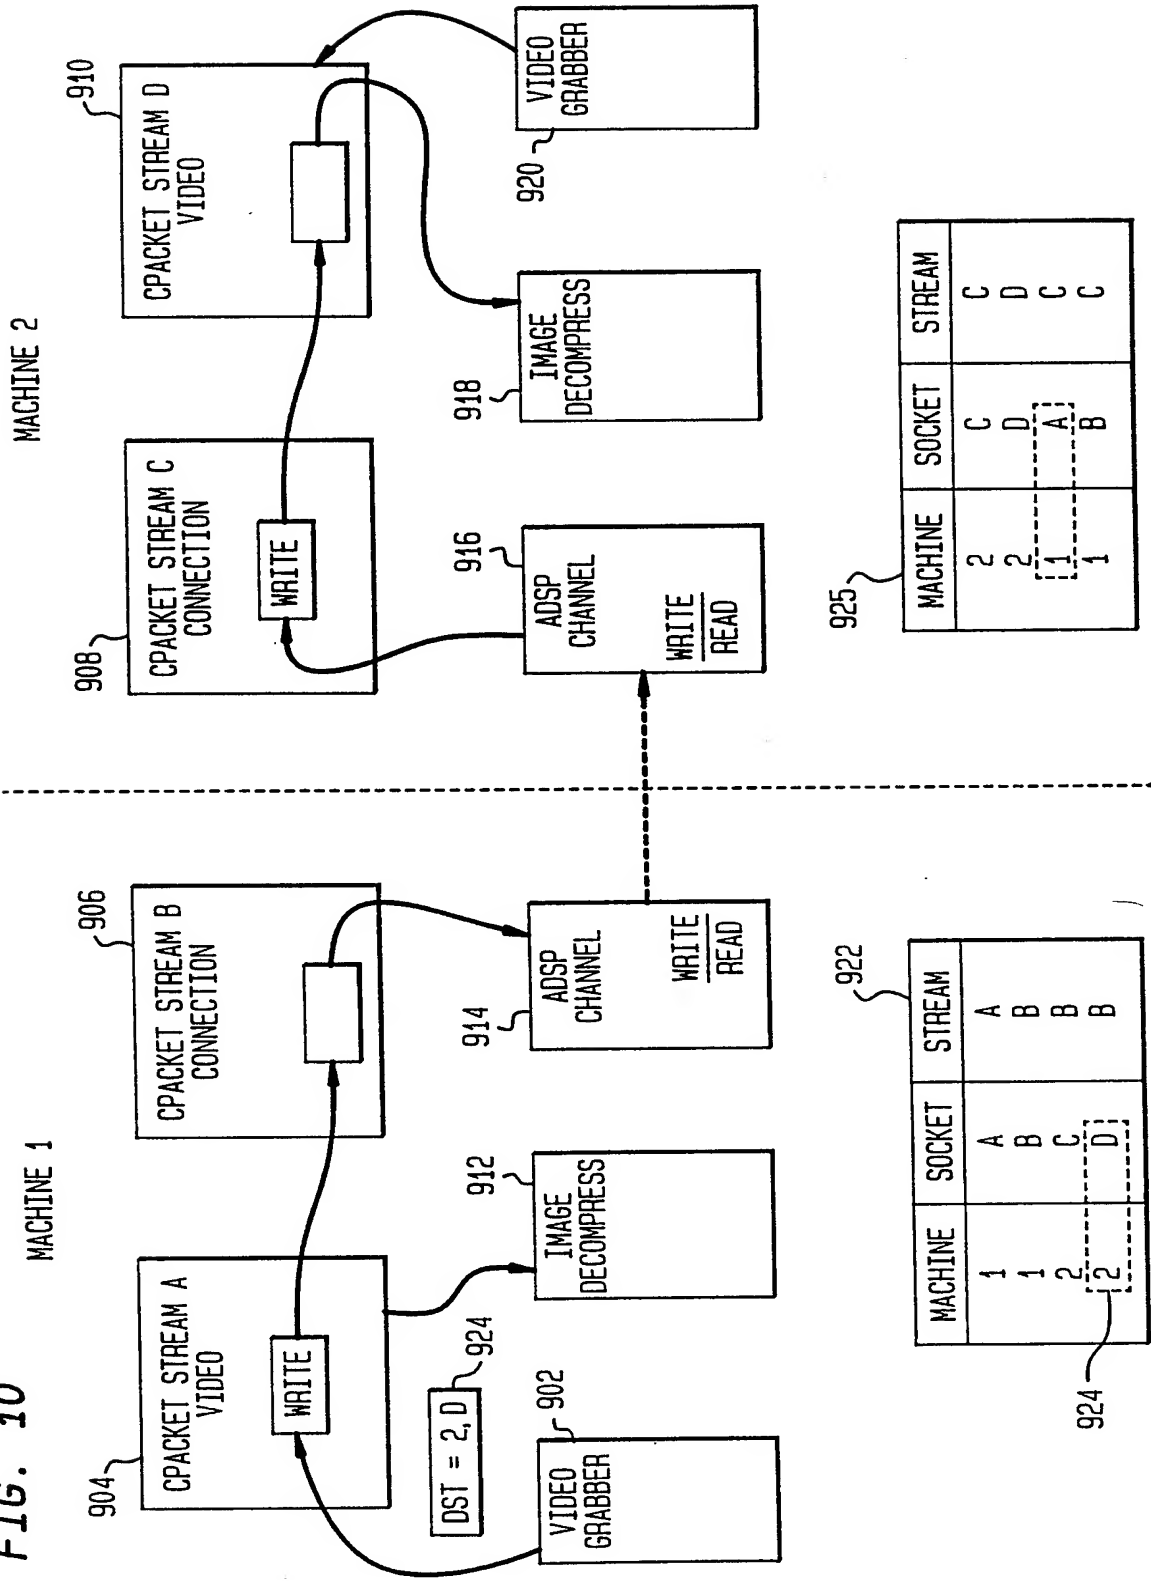 FIG. 10
MACHINE 1
MACHINE 2
904
CPACKET STREAM A
VIDEO
WRITE
906
CPACKET STREAM B
CONNECTION
908
CPACKET STREAM C
CONNECTION
WRITE
910
CPACKET STREAM D
VIDEO
DST = 2, D
924
902
VIDEO
GRABBER
912
IMAGE
DECOMPRESS
914
ADSP
CHANNEL
WRITE
READ
916
ADSP
CHANNEL
WRITE
READ
918
IMAGE
DECOMPRESS
920
VIDEO
GRABBER
922
MACHINE SOCKET STREAM
1 A A
1 B B
2 C B
2 D B
924
925
MACHINE SOCKET STREAM
2 C C
2 D D
1 A C
1 B C